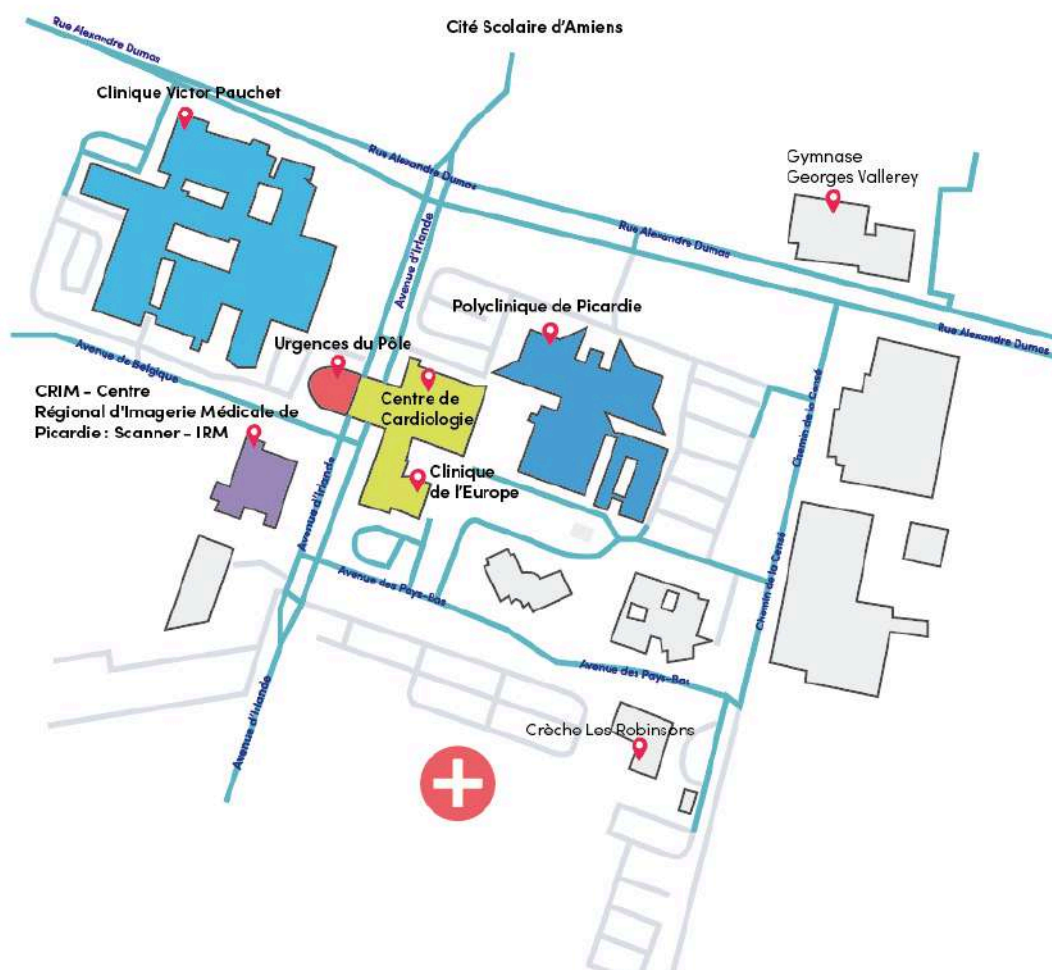 Cité Scolaire d'Amiens
Rue Alexandre Dumas
Clinique Victor Pauchet
Rue Alexandre Dumas
Gymnase
Georges Vallerey
Rue Alexandre Dumas
Avenue d'Irlande
Polyclinique de Picardie
Rue Alexandre Dumas
Urgences du Pôle
Avenue de Belgique
CRIM - Centre
Régional d'Imagerie Médicale de
Picardie : Scanner - IRM
Centre de
Cardiologie
Chemin de la Censé
Clinique
de l'Europe
Avenue d'Irlande
Avenue des Pays-Bas
Chemin de la Censé
Avenue des Pays-Bas
Avenue d'Irlande
Crèche Les Robinsons